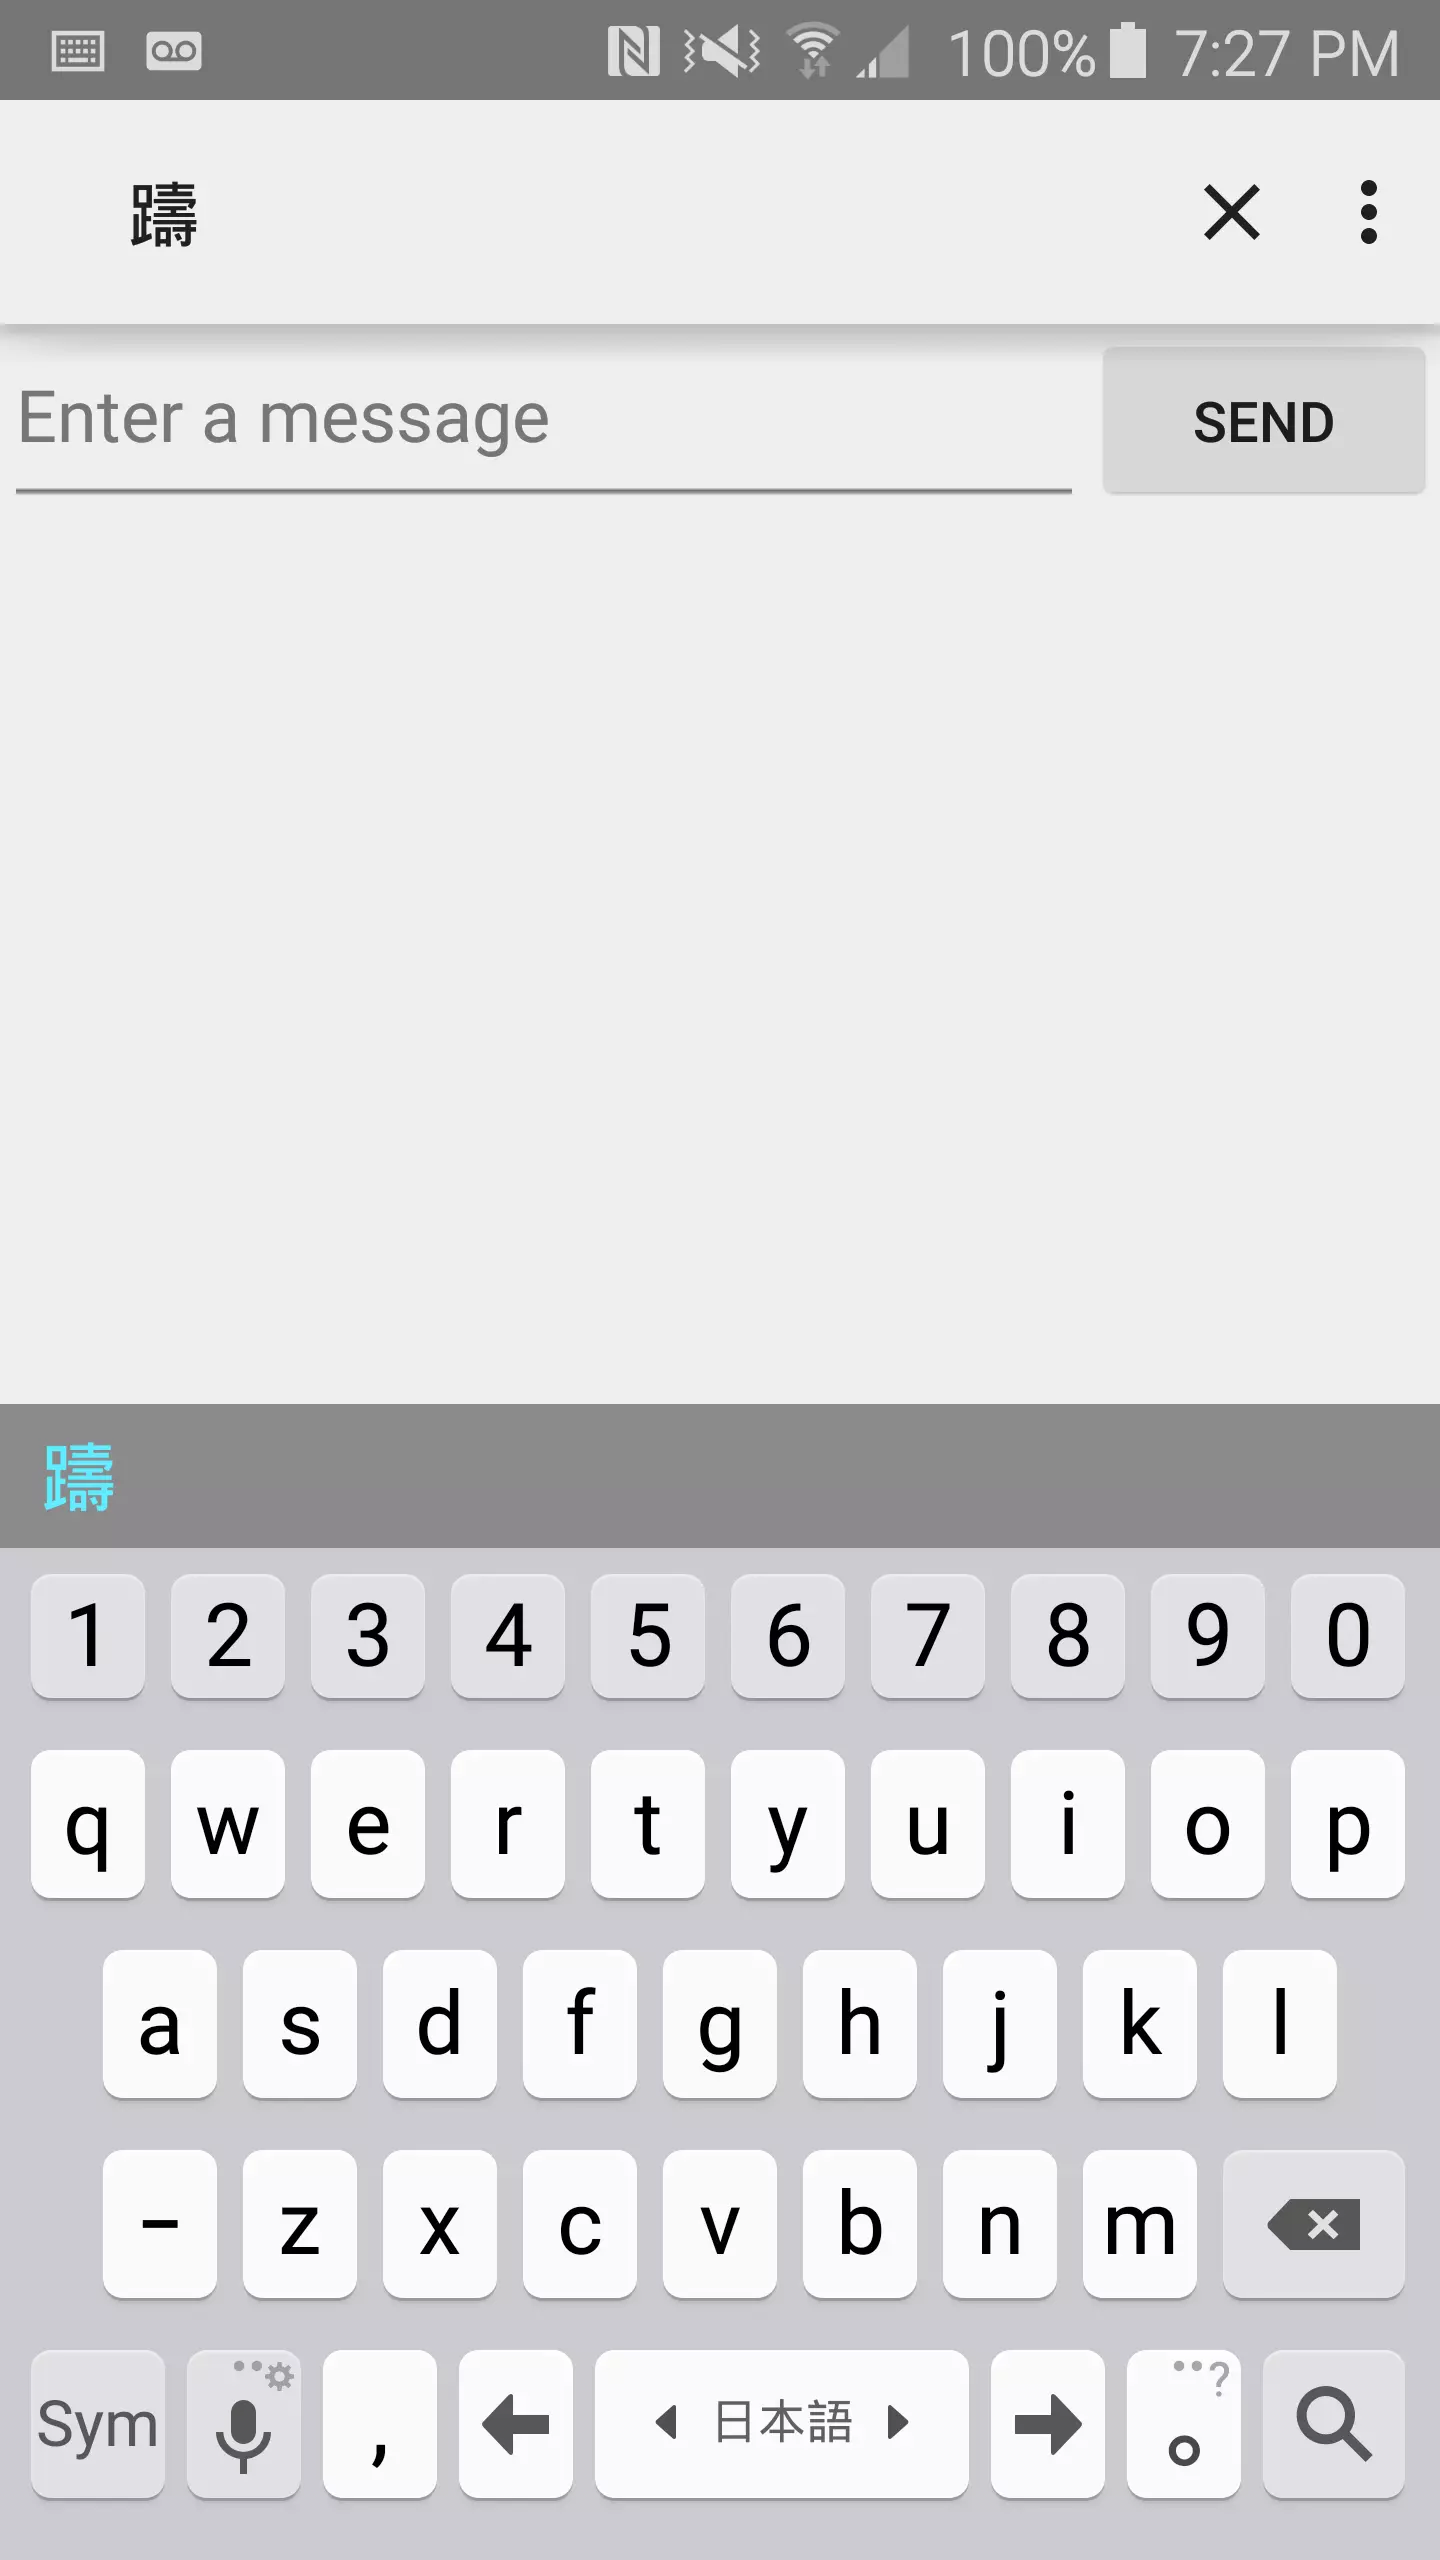 100% 7:27 PM
躊
Enter a message
SEND
躊
1 2 3 4 5 6 7 8 9 0
q w e r t y u i o p
a s d f g h j k l
- z x c v b n m
Sym , 日本語 ? 。